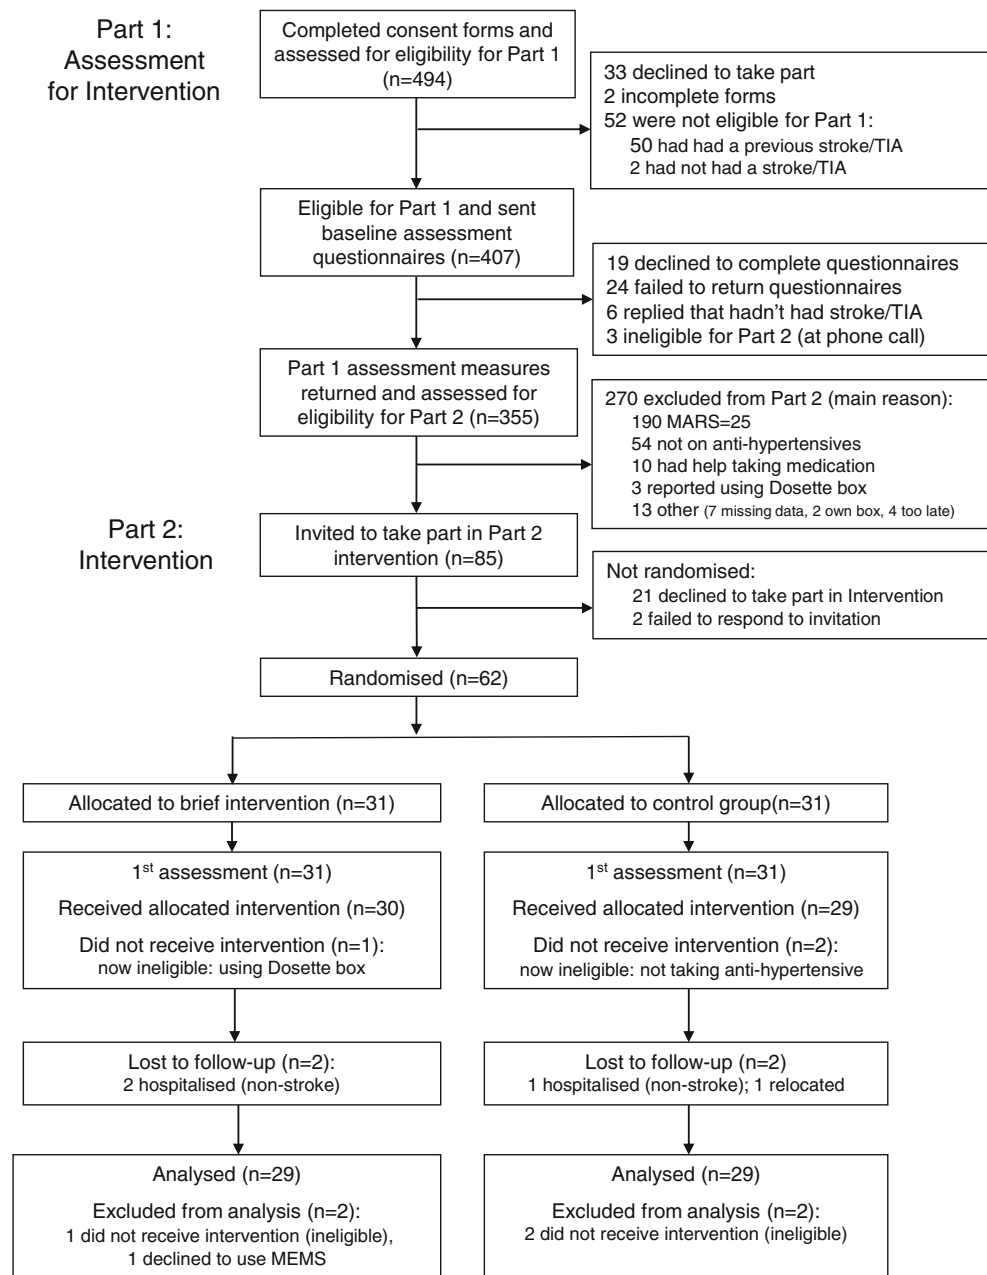 Part 1:
Assessment
for Intervention
Completed consent forms and
assessed for eligibility for Part 1
(n=494)
33 declined to take part
2 incomplete forms
52 were not eligible for Part 1:
50 had had a previous stroke/TIA
2 had not had a stroke/TIA
Eligible for Part 1 and sent
baseline assessment
questionnaires (n=407)
19 declined to complete questionnaires
24 failed to return questionnaires
6 replied that hadn't had stroke/TIA
3 ineligible for Part 2 (at phone call)
Part 1 assessment measures
returned and assessed for
eligibility for Part 2 (n=355)
270 excluded from Part 2 (main reason):
190 MARS=25
54 not on anti-hypertensives
10 had help taking medication
3 reported using Dosette box
13 other (7 missing data, 2 own box, 4 too late)
Part 2:
Intervention
Invited to take part in Part 2
intervention (n=85)
Not randomised:
21 declined to take part in Intervention
2 failed to respond to invitation
Randomised (n=62)
Allocated to brief intervention (n=31)
1st assessment (n=31)
Received allocated intervention (n=30)
Did not receive intervention (n=1):
now ineligible: using Dosette box
Lost to follow-up (n=2):
2 hospitalised (non-stroke)
Analysed (n=29)
Excluded from analysis (n=2):
1 did not receive intervention (ineligible),
1 declined to use MEMS
Allocated to control group(n=31)
1st assessment (n=31)
Received allocated intervention (n=29)
Did not receive intervention (n=2):
now ineligible: not taking anti-hypertensive
Lost to follow-up (n=2)
1 hospitalised (non-stroke); 1 relocated
Analysed (n=29)
Excluded from analysis (n=2):
2 did not receive intervention (ineligible)